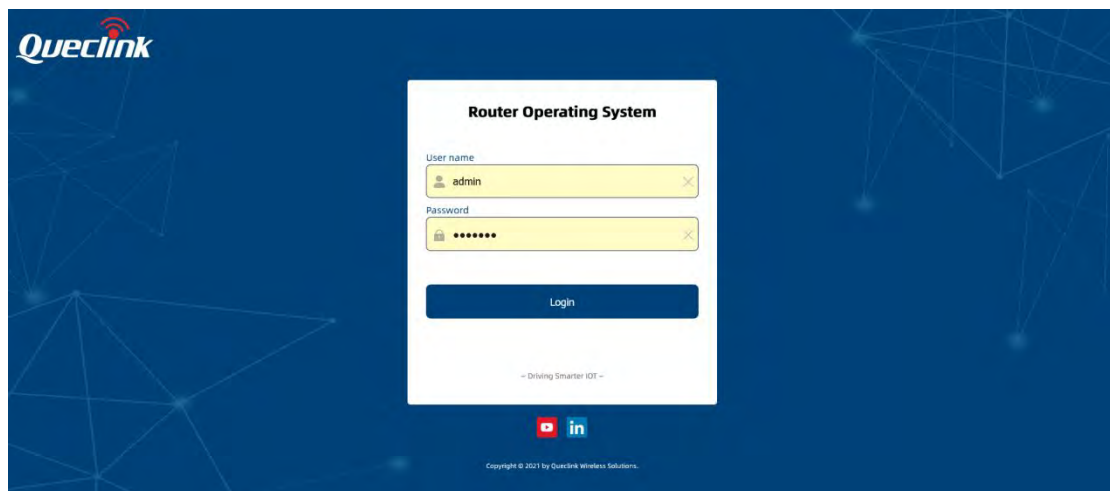 Queclink
Router Operating System
User name
admin
Password
•••••••
Login
– Driving Smarter IOT –
in
Copyright © 2021 by Queclink Wireless Solutions.